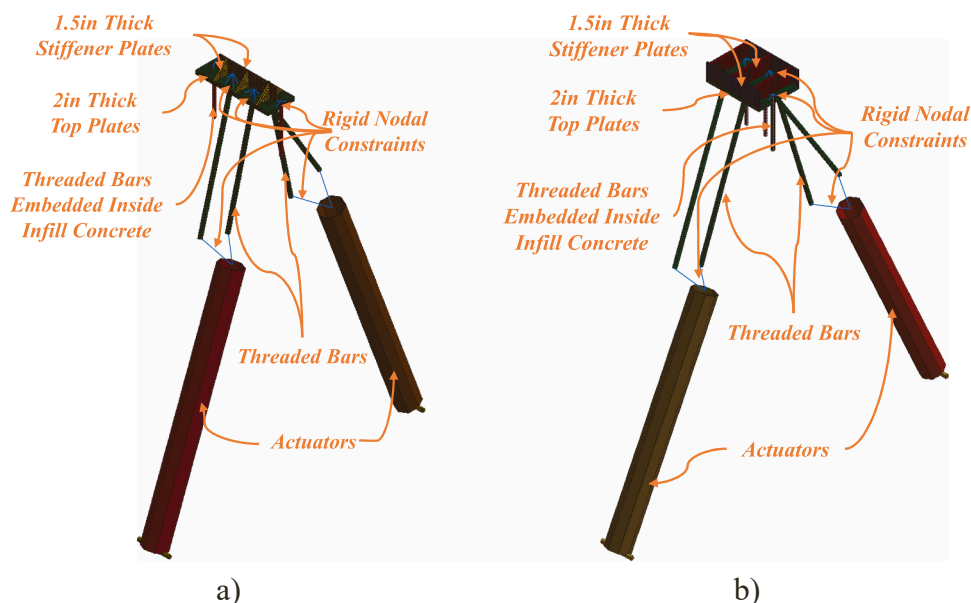 1.5in Thick
Stiffener Plates
2in Thick
Top Plates
Rigid Nodal
Constraints
Threaded Bars
Embedded Inside
Infill Concrete
Threaded Bars
Actuators
a)
1.5in Thick
Stiffener Plates
2in Thick
Top Plates
Rigid Nodal
Constraints
Threaded Bars
Embedded Inside
Infill Concrete
Threaded Bars
Actuators
b)